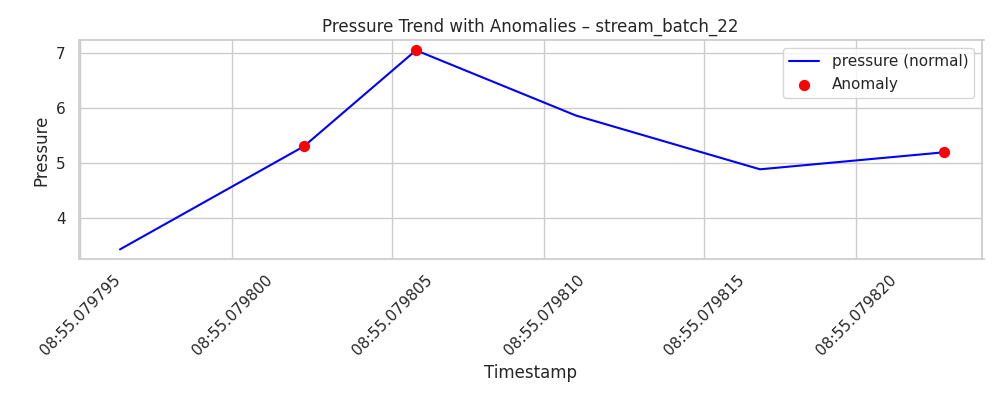 Pressure Trend with Anomalies – stream_batch_22
pressure (normal)
Anomaly
Pressure
7
6
5
4
08:55.079795
08:55.079800
08:55.079805
08:55.079810
08:55.079815
08:55.079820
Timestamp